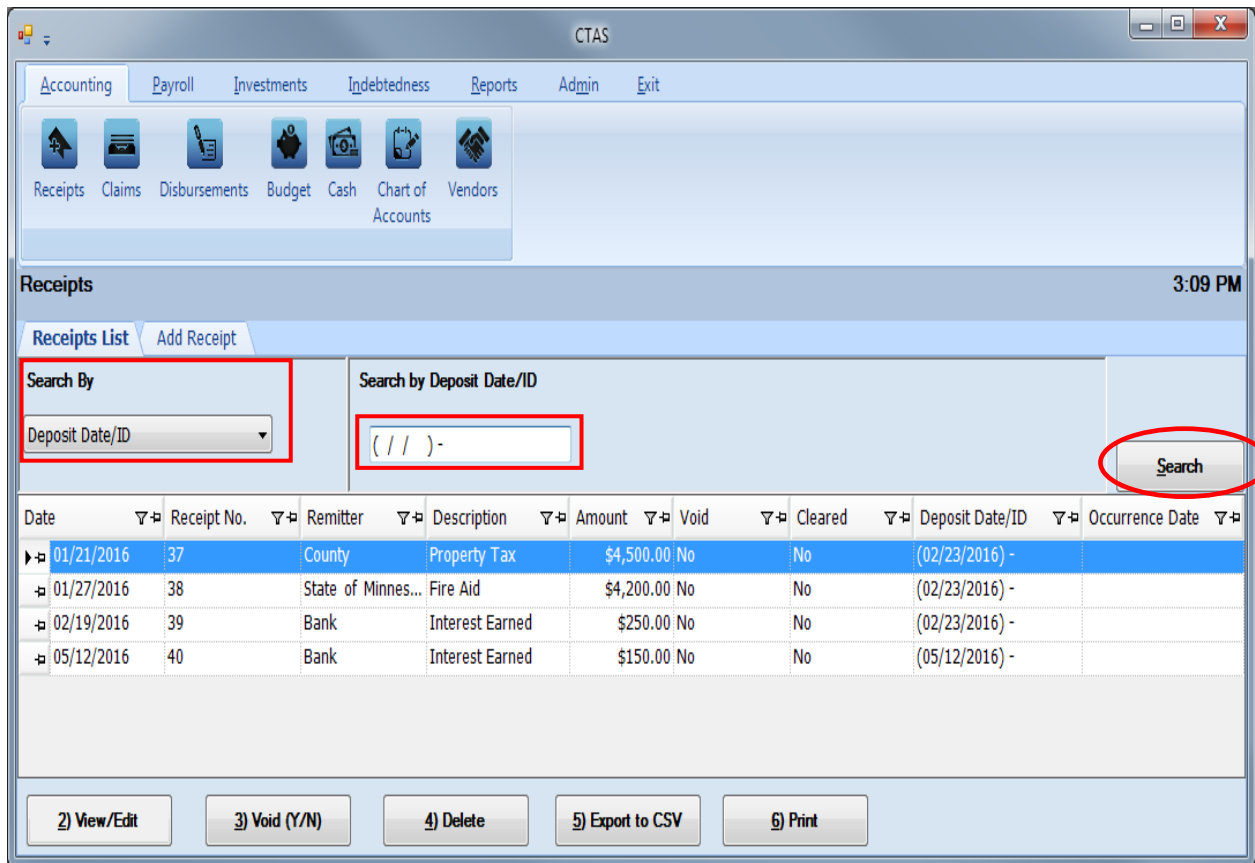 CTAS
Accounting Payroll Investments Indebtedness Reports Admin Exit
Receipts Claims Disbursements Budget Cash Chart of Accounts Vendors
Receipts 3:09 PM
Receipts List Add Receipt
Search By Search by Deposit Date/ID
Deposit Date/ID ( / / ) -
Search
Date Receipt No. Remitter Description Amount Void Cleared Deposit Date/ID Occurrence Date
01/21/2016 37 County Property Tax $4,500.00 No No (02/23/2016) -
01/27/2016 38 State of Minnes... Fire Aid $4,200.00 No No (02/23/2016) -
02/19/2016 39 Bank Interest Earned $250.00 No No (02/23/2016) -
05/12/2016 40 Bank Interest Earned $150.00 No No (05/12/2016) -
2) View/Edit 3) Void (Y/N) 4) Delete 5) Export to CSV 6) Print